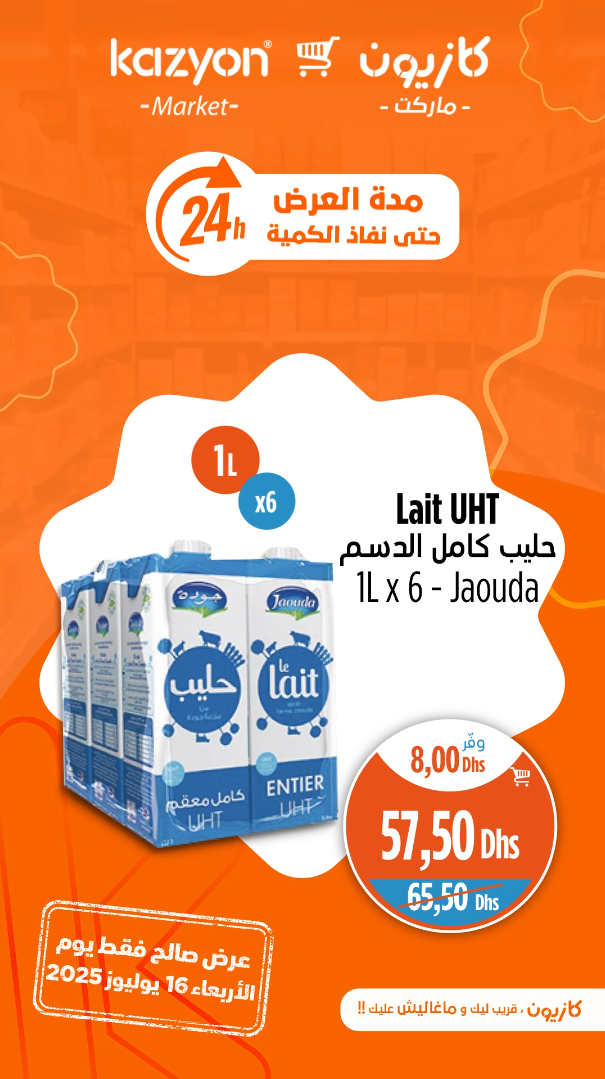 kazyon®
-Market-
كازيون
- ماركت -
24h
مدة العرض
حتى نفاذ الكمية
1L
x6
Lait UHT
حليب كامل الدسم
1L x 6 - Jaouda
جودة
Jaouda
حليب
le
lait
كامل معقم
UHT
ENTIER
UHT
وفّر
8,00 Dhs
57,50 Dhs
65,50 Dhs
عرض صالح فقط يوم
الأربعاء 16 يوليوز 2025
كازيون ، قريب ليك و ماغاليش عليك !!